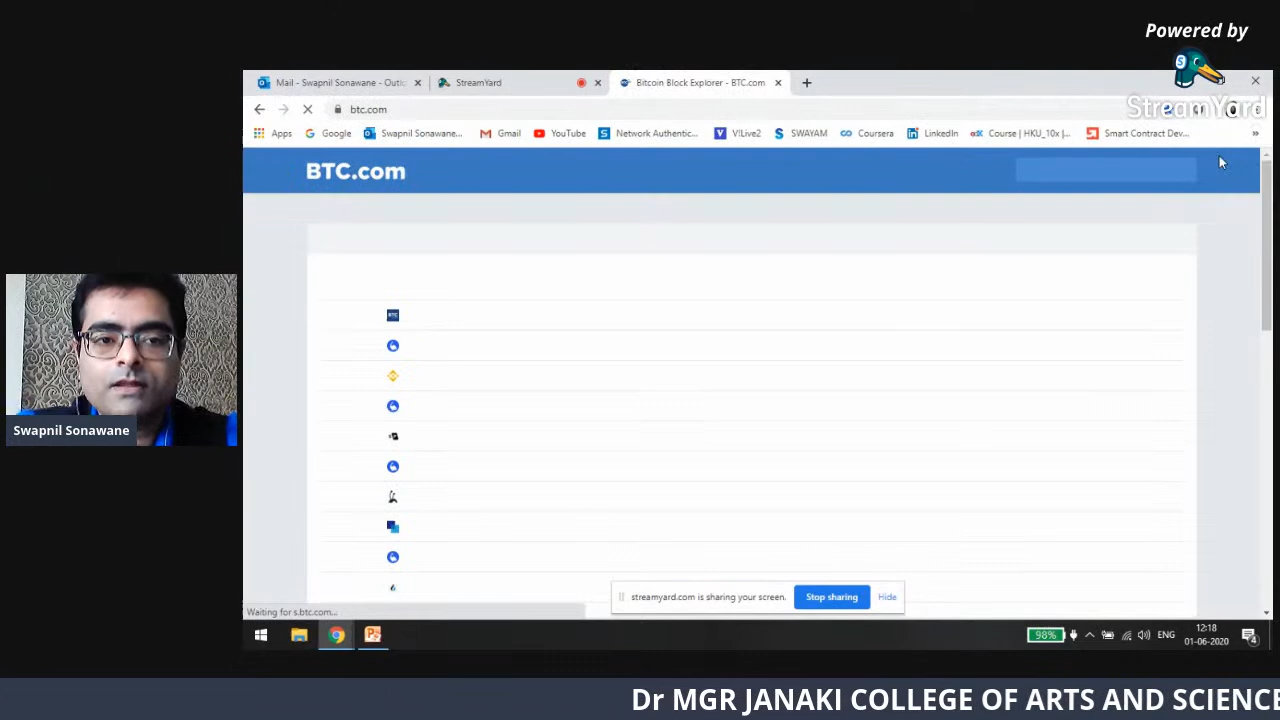 Powered by
StreamYard
Mail - Swapnil Sonawane - Outlo
StreamYard
Bitcoin Block Explorer - BTC.com
btc.com
Apps
Google
Swapnil Sonawane...
Gmail
YouTube
Network Authentic...
V!Live2
SWAYAM
Coursera
LinkedIn
Course | HKU_10x |...
Smart Contract Dev...
BTC.com
BTC
Swapnil Sonawane
streamyard.com is sharing your screen.
Stop sharing
Hide
Waiting for s.btc.com...
98%
ENG
12:18
01-06-2020
Dr MGR JANAKI COLLEGE OF ARTS AND SCIENCE